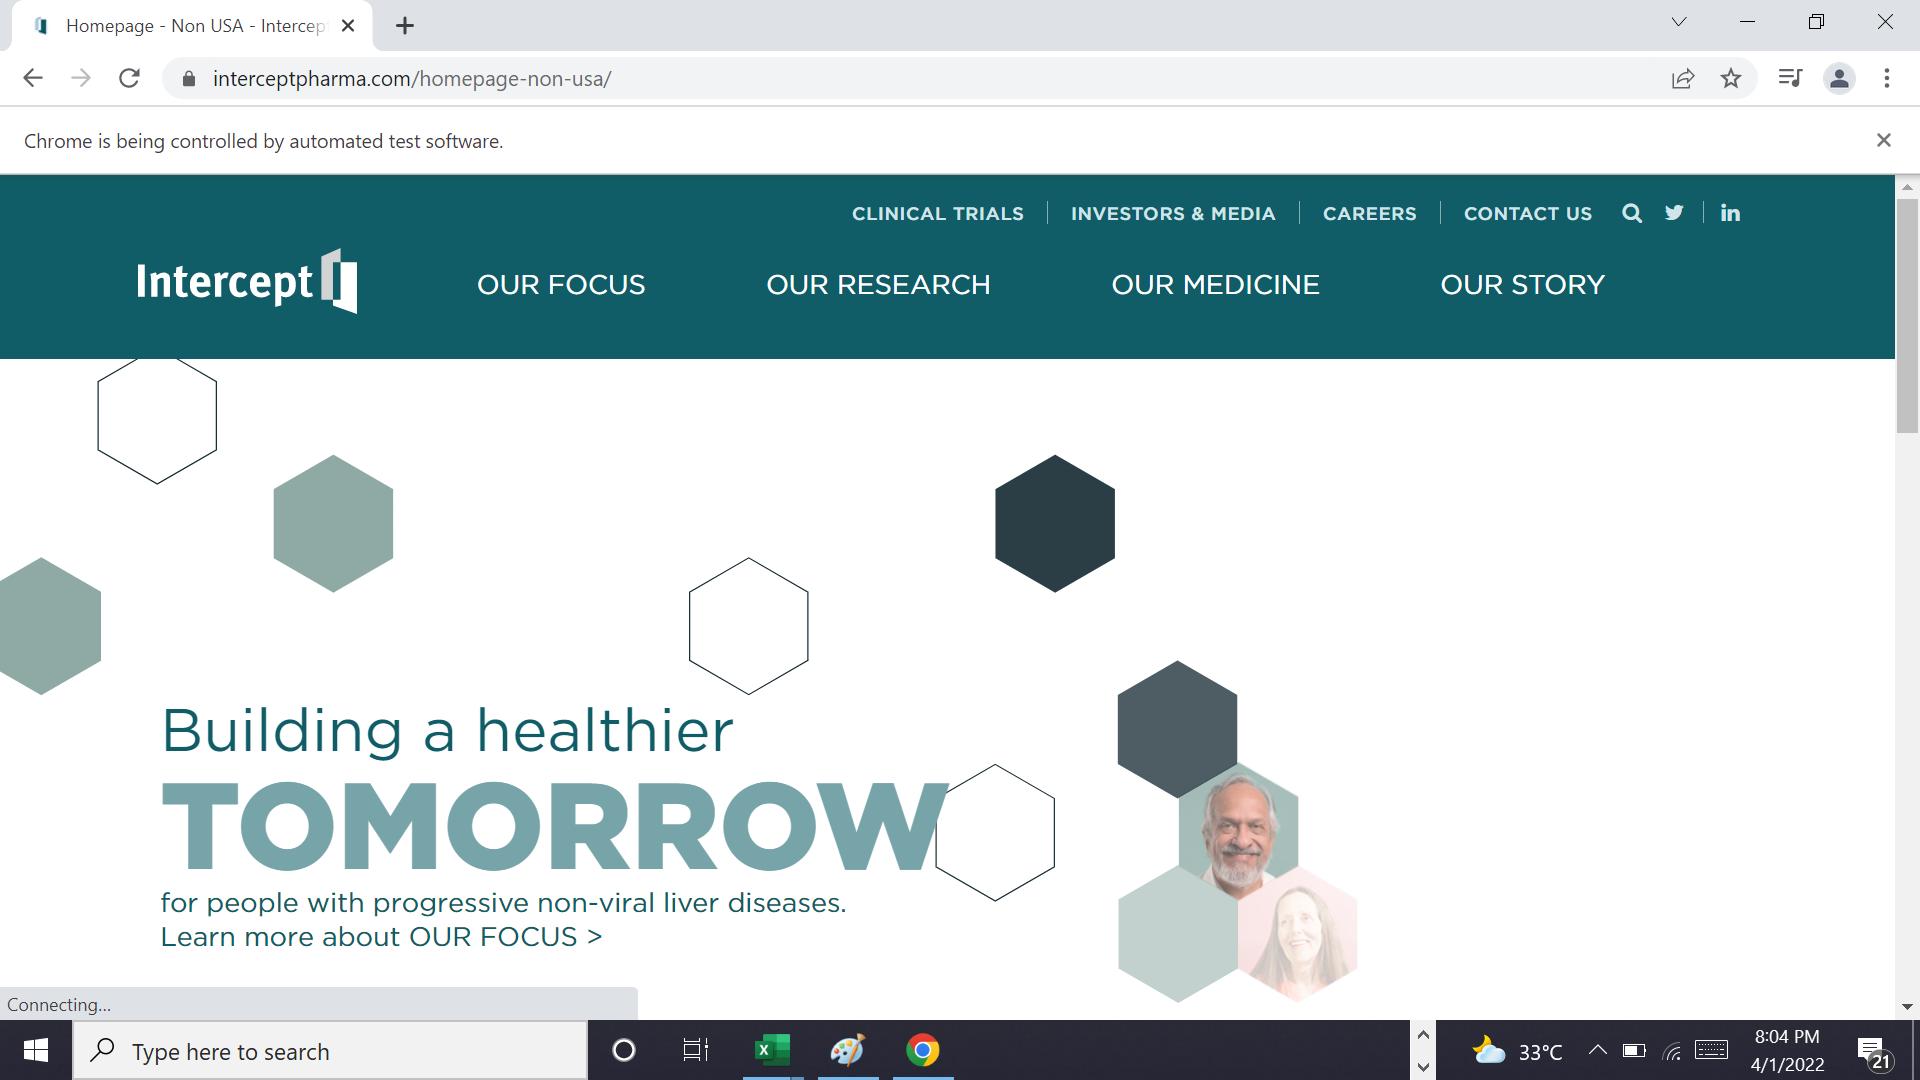 Homepage - Non USA - Intercep
interceptpharma.com/homepage-non-usa/
Chrome is being controlled by automated test software.
CLINICAL TRIALS
INVESTORS & MEDIA
CAREERS
CONTACT US
in
Intercept
OUR FOCUS
OUR RESEARCH
OUR MEDICINE
OUR STORY
Building a healthier
TOMORROW
for people with progressive non-viral liver diseases.
Learn more about OUR FOCUS >
Connecting...
Type here to search
33°C
8:04 PM
4/1/2022
21